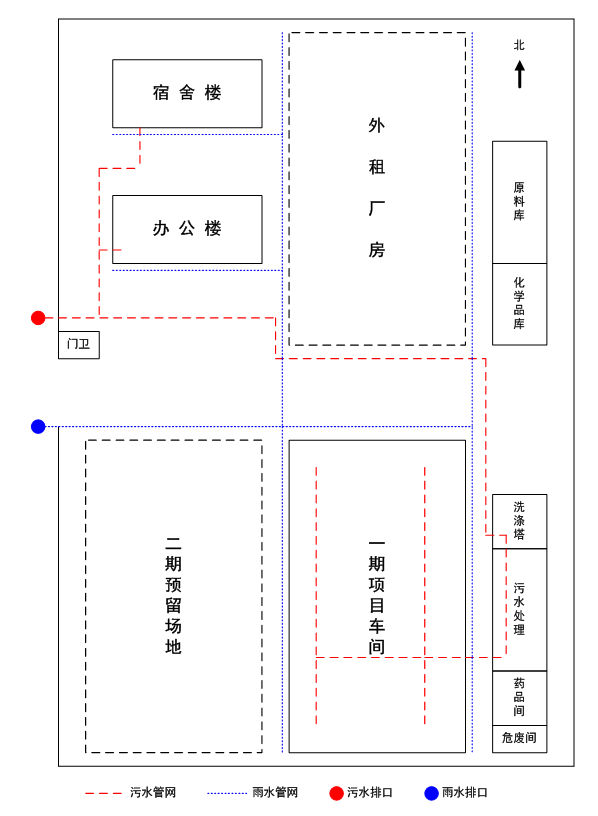 北
宿舍楼
外租厂房
原料库
办公楼
化学品库
门卫
洗涤塔
二期预留场地
一期项目车间
污水处理
药品间
危废间
污水管网 雨水管网 污水排口 雨水排口